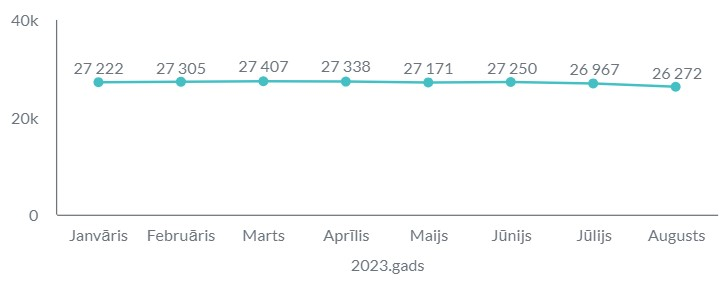 40k
27 222 27 305 27 407 27 338 27 171 27 250 26 967 26 272
20k
0
Janvāris Februāris Marts Aprīlis Maijs Jūnijs Jūlijs Augusts
2023.gads